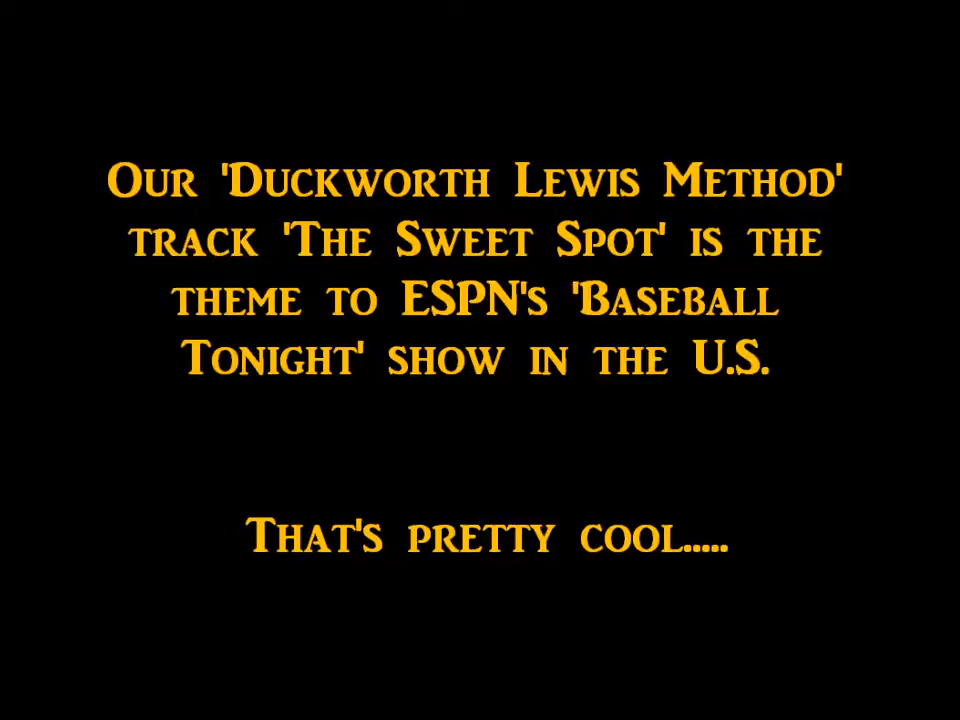 Our 'Duckworth Lewis Method'
track 'The Sweet Spot' is the
theme to ESPN's 'Baseball
Tonight' show in the U.S.
That's pretty cool.....